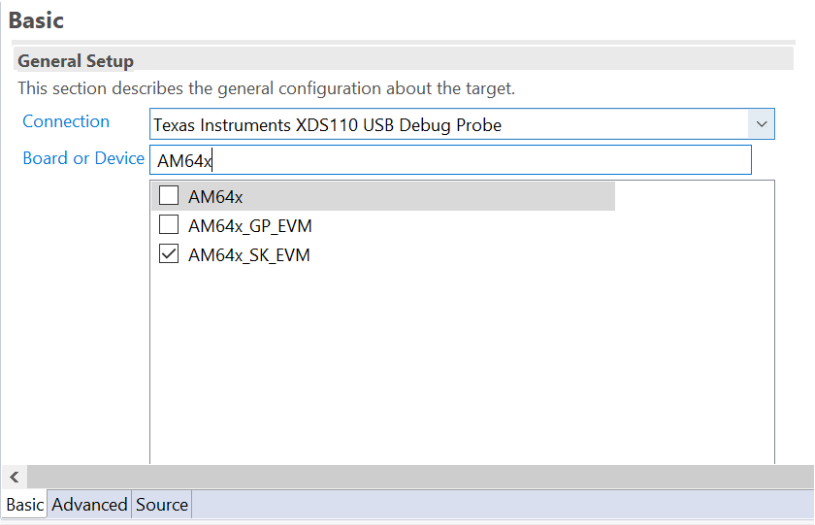 Basic
General Setup
This section describes the general configuration about the target.
Connection Texas Instruments XDS110 USB Debug Probe
Board or Device AM64x
AM64x
AM64x_GP_EVM
AM64x_SK_EVM
Basic Advanced Source